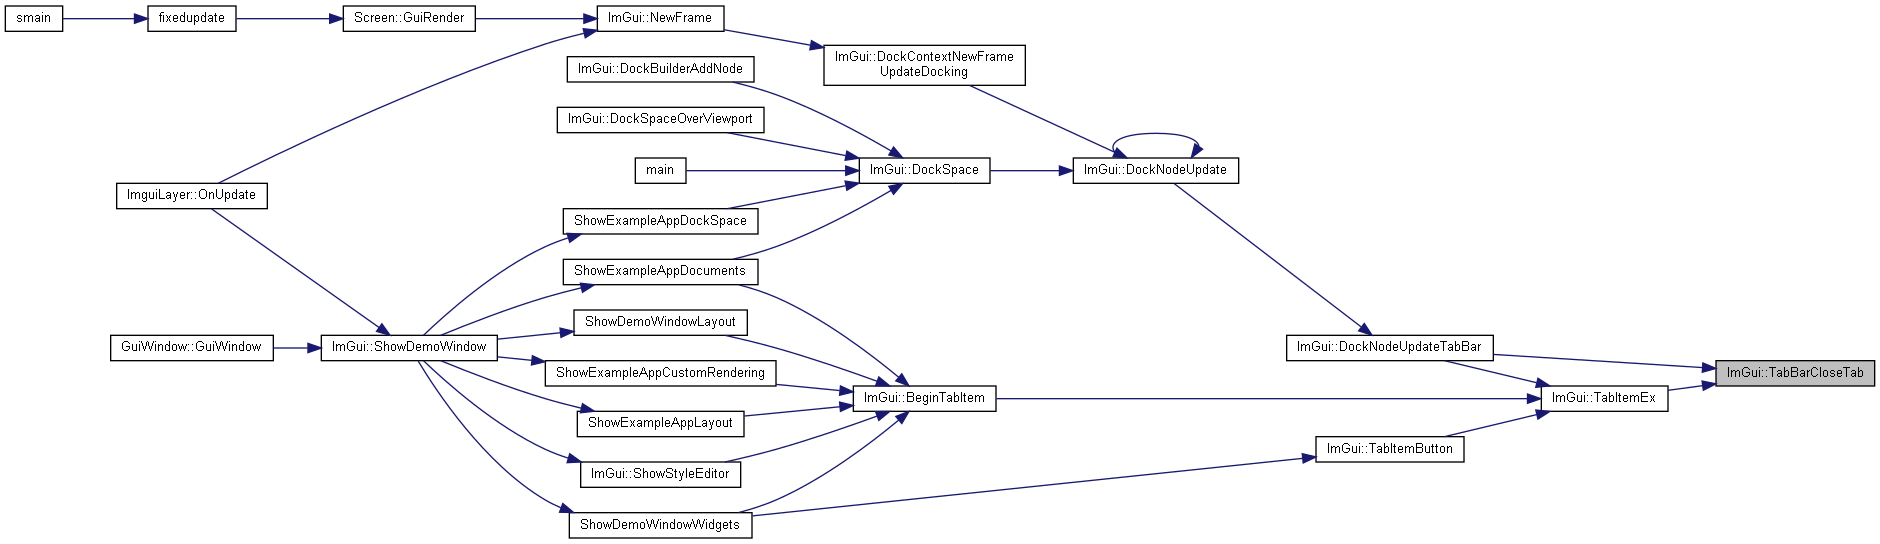 smain
fixedupdate
Screen::GuiRender
ImGui::NewFrame
ImGui::DockContextNewFrame
UpdateDocking
ImGui::DockBuilderAddNode
ImGui::DockSpaceOverViewport
main
ImGui::DockSpace
ImGui::DockNodeUpdate
ImguiLayer::OnUpdate
ShowExampleAppDockSpace
ShowExampleAppDocuments
ShowDemoWindowLayout
GuiWindow::GuiWindow
ImGui::ShowDemoWindow
ImGui::DockNodeUpdateTabBar
ShowExampleAppCustomRendering
ImGui::TabBarCloseTab
ImGui::BeginTabItem
ImGui::TabItemEx
ShowExampleAppLayout
ImGui::TabItemButton
ImGui::ShowStyleEditor
ShowDemoWindowWidgets